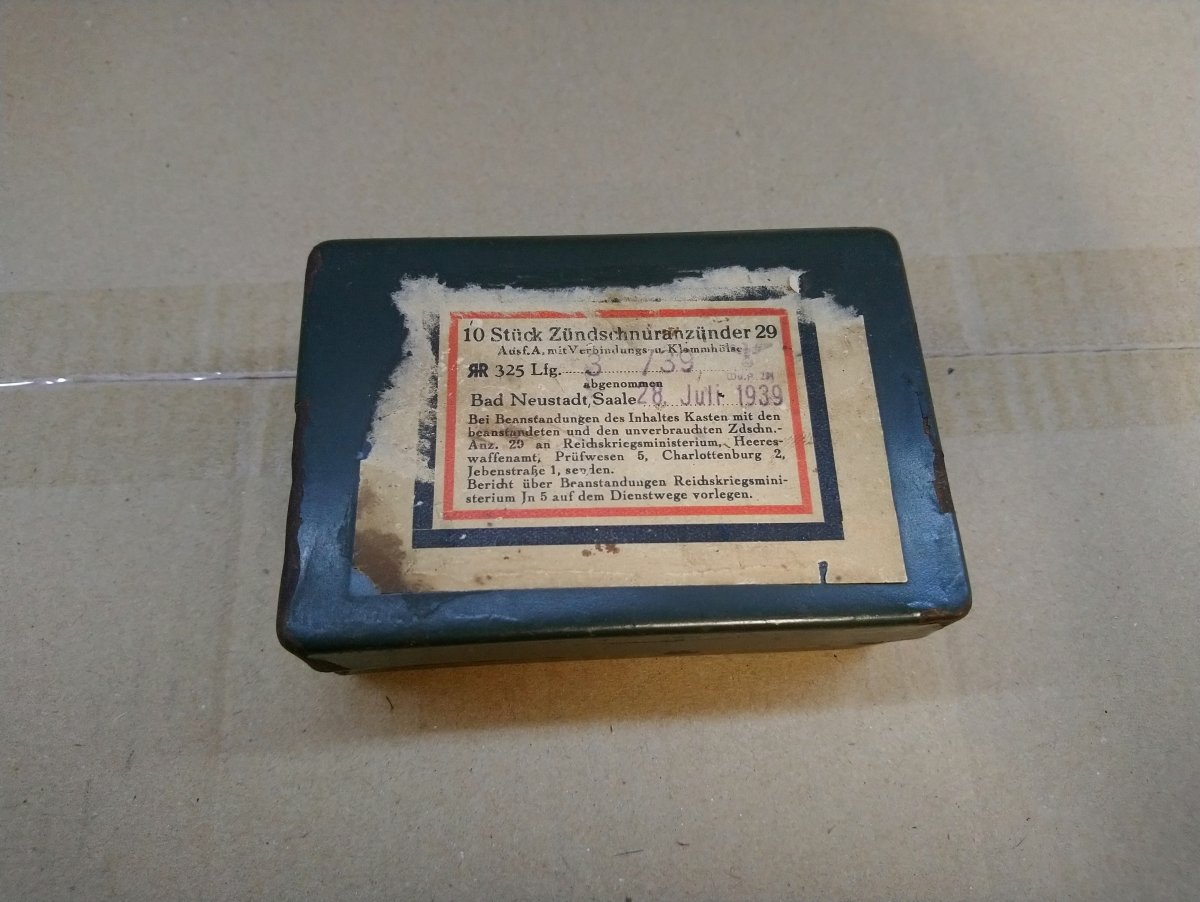 10 Stück Zündschnuranzünder 29
Ausf. A, mit Verbindungs- u. Klemmhülse
RR 325 Lfg. 3 739
abgenommen
Bad Neustadt, Saale 28. Juli 1939
Bei Beanstandungen des Inhaltes Kasten mit den
beanstandeten und den unverbrauchten Zdschn.-
Anz. 29 an Reichskriegsministerium, Heeres-
waffenamt, Prüfwesen 5, Charlottenburg 2,
Jebenstraße 1, senden.
Bericht über Beanstandungen Reichskriegsmini-
sterium Jn 5 auf dem Dienstwege vorlegen.